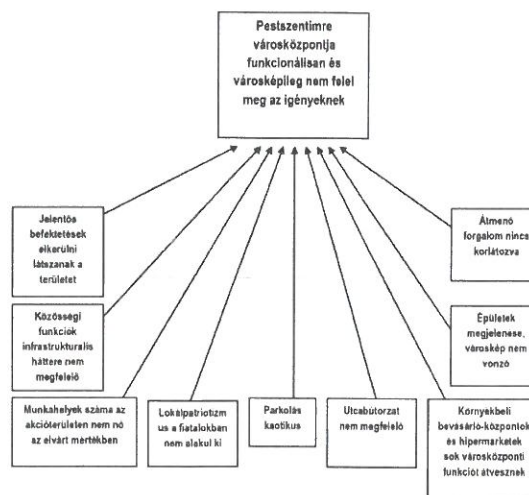 Pestszentimre
városközpontja
funkcionálisan és
városképileg nem felel
meg az igényeknek
Jelentős
befektetések
elkerülni
látszanak a
területet
Átmenő
forgalom nincs
korlátozva
Közösségi
funkciók
infrastrukturalis
háttere nem
megfelelő
Épületek
megjelenese,
városkép nem
vonzó
Munkahelyek száma az
akcióterületen nem nő
az elvárt mértékben
Lokálpatriotizm
us a fiatalokban
nem alakul ki
Parkolás
kaotikus
Utcabútorzat
nem megfelelő
Környékbeli
bevásárló-központok
és hipermarketek
sok városközponti
funkciót átvesznek